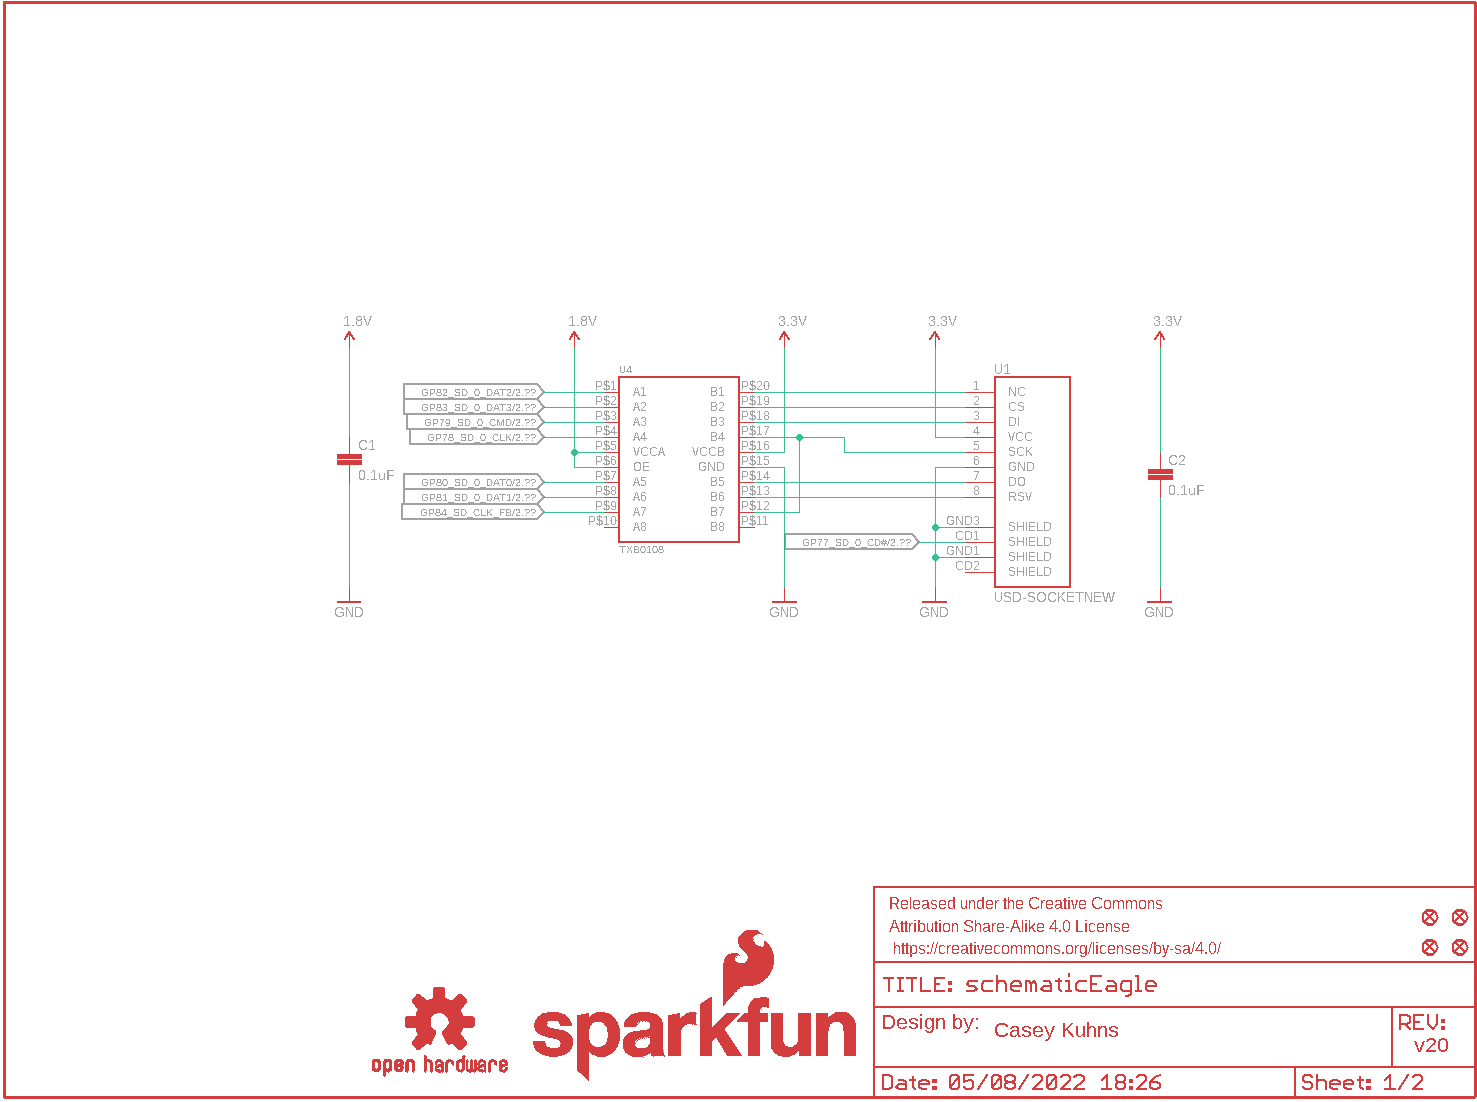 1.8V
1.8V
3.3V
3.3V
3.3V
U4
U1
GP82_SD_0_DAT2/2.??
P$1
A1
B1
P$20
1
NC
GP83_SD_0_DAT3/2.??
P$2
A2
B2
P$19
2
CS
GP79_SD_0_CMD/2.??
P$3
A3
B3
P$18
3
DI
GP78_SD_0_CLK/2.??
P$4
A4
B4
P$17
4
VCC
C1
P$5
VCCA
VCCB
P$16
5
SCK
C2
P$6
OE
GND
P$15
6
GND
0.1uF
GP80_SD_0_DAT0/2.??
P$7
A5
B5
P$14
7
DO
0.1uF
GP81_SD_0_DAT1/2.??
P$8
A6
B6
P$13
8
RSV
GP84_SD_CLK_FB/2.??
P$9
A7
B7
P$12
P$10
A8
B8
P$11
GND3
SHIELD
GP77_SD_0_CD#/2.??
CD1
SHIELD
TXB0108
GND1
SHIELD
CD2
SHIELD
USD-SOCKETNEW
GND
GND
GND
GND
Released under the Creative Commons
Attribution Share-Alike 4.0 License
https://creativecommons.org/licenses/by-sa/4.0/
TITLE: schematicEagle
Design by: Casey Kuhns
REV:
v20
Date: 05/08/2022 18:26
Sheet: 1/2
open hardware
sparkfun